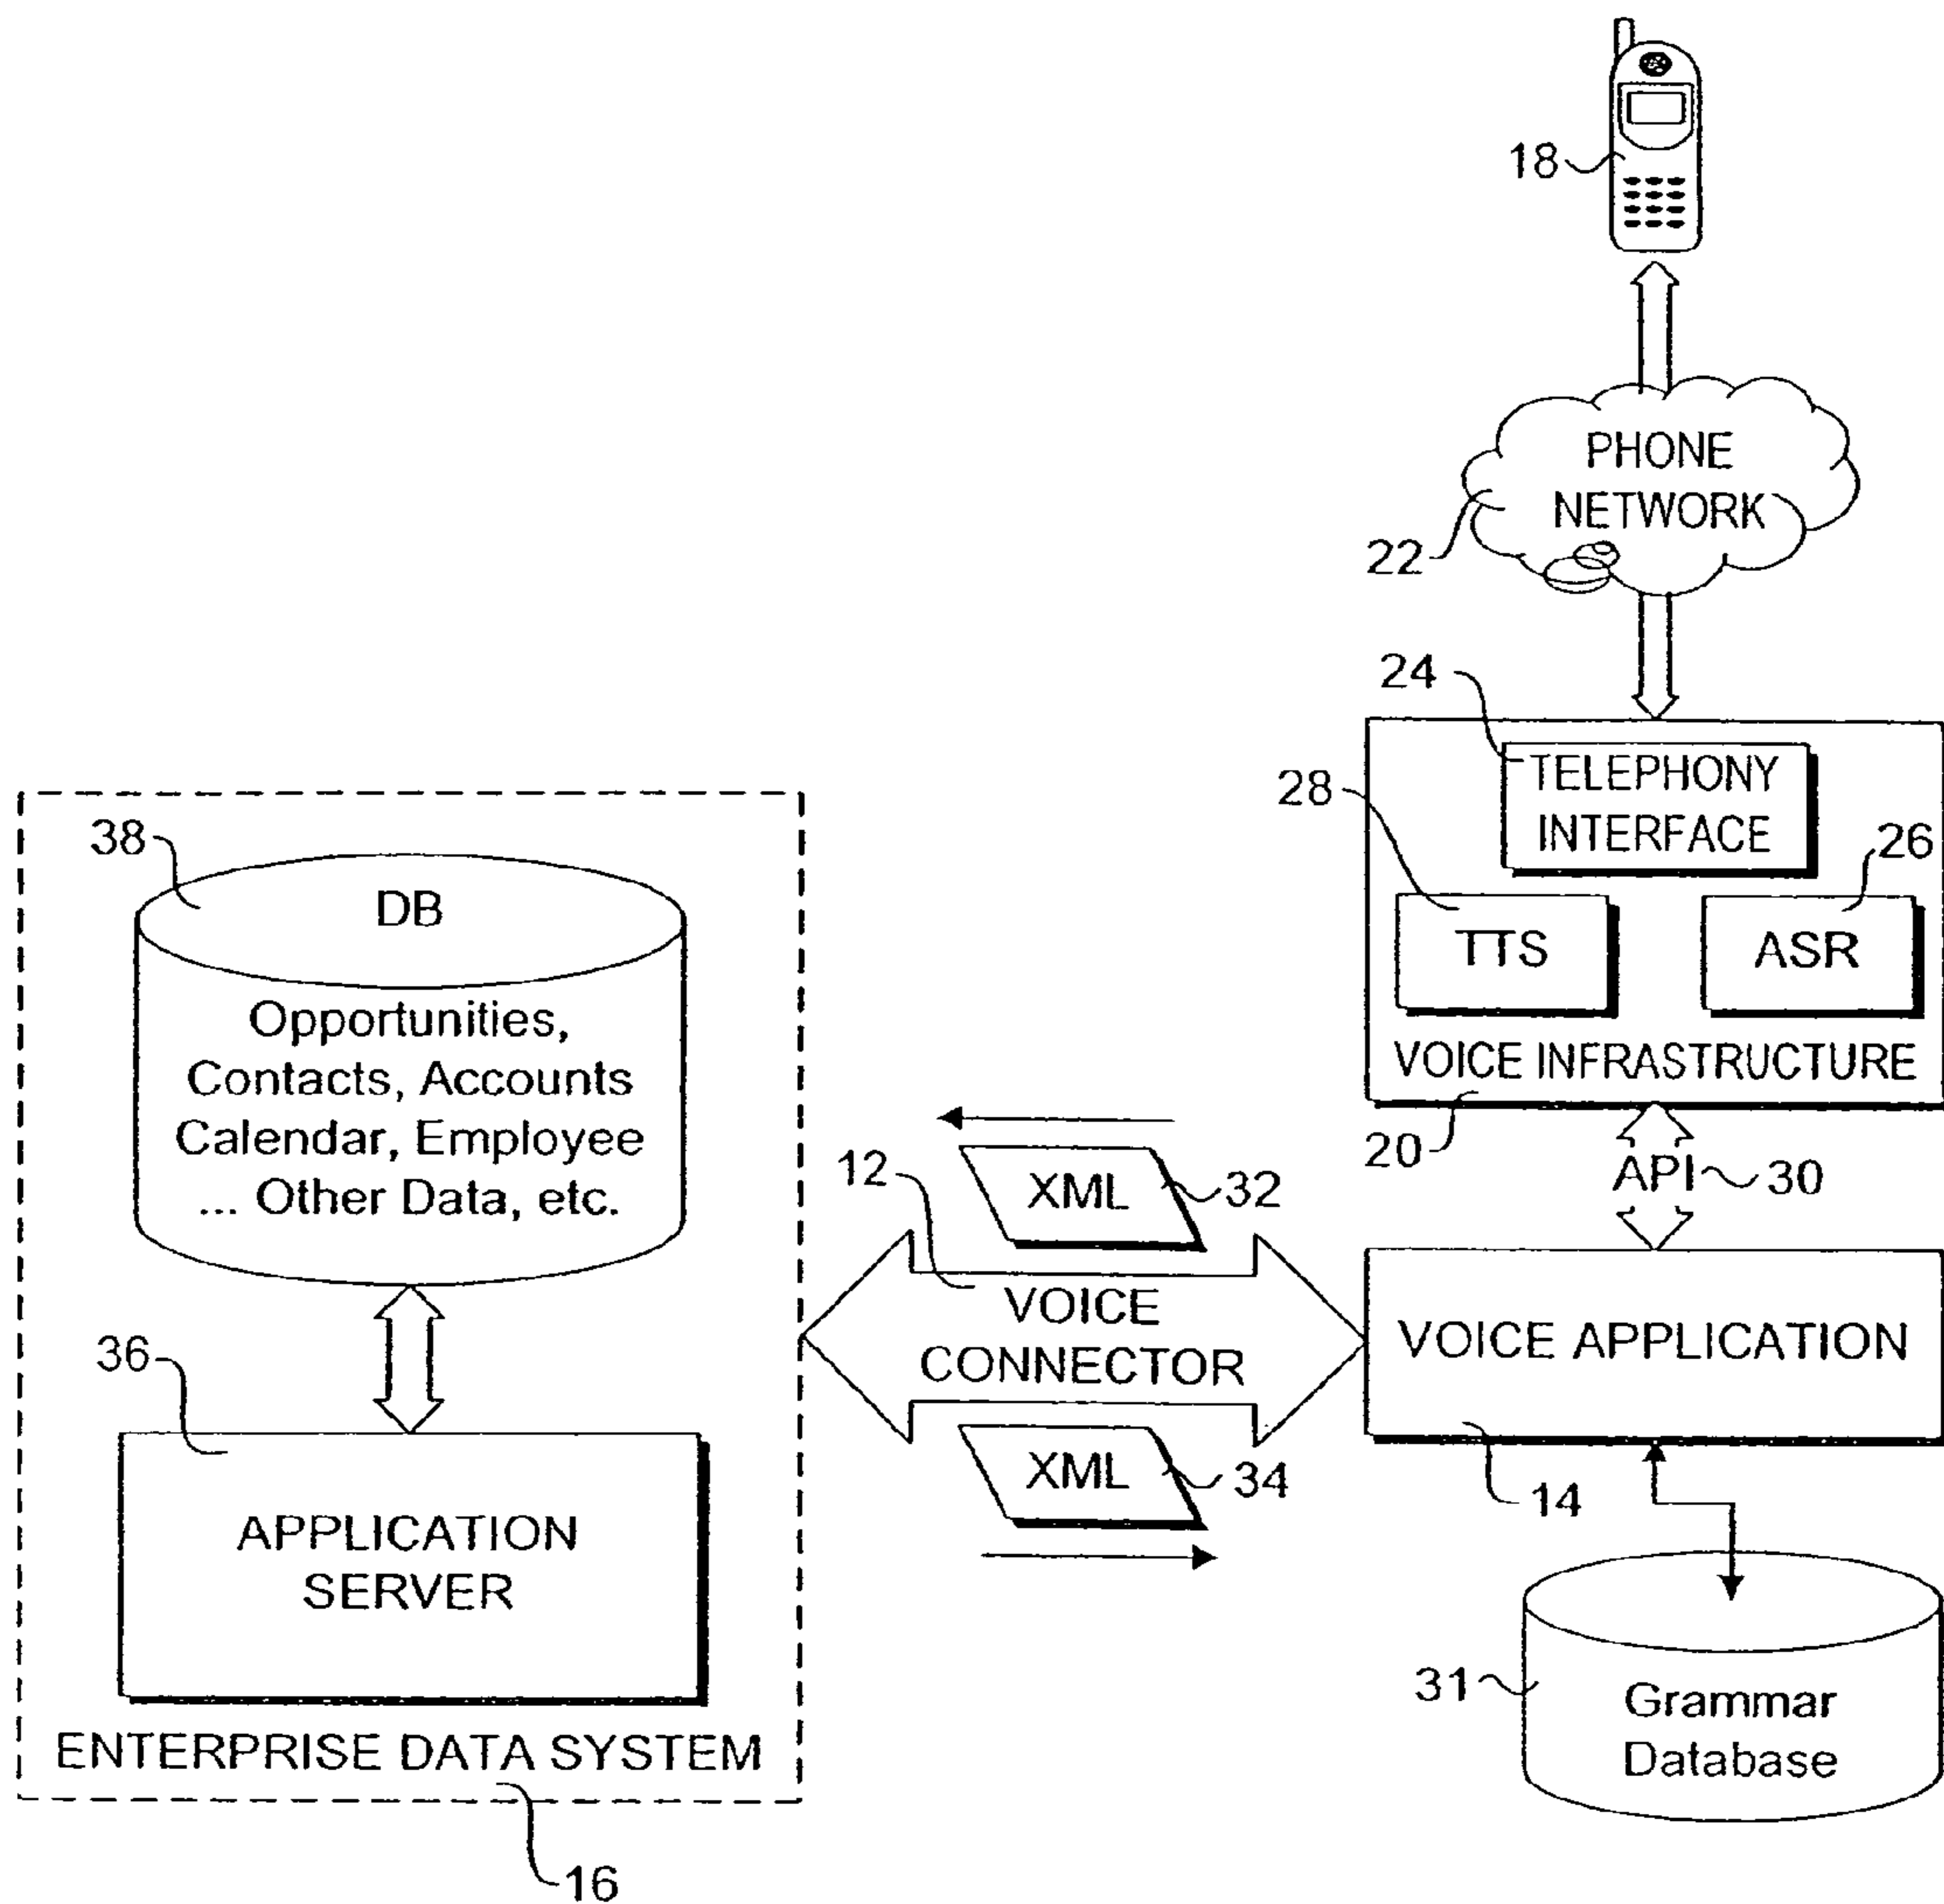 18
PHONE
NETWORK
22
24
TELEPHONY
INTERFACE
28
26
TTS
ASR
VOICE INFRASTRUCTURE
20
API
30
38
DB
Opportunities,
Contacts, Accounts
Calendar, Employee
... Other Data, etc.
12
XML
32
VOICE
CONNECTOR
VOICE APPLICATION
36
XML
34
14
APPLICATION
SERVER
31
Grammar
Database
ENTERPRISE DATA SYSTEM
16